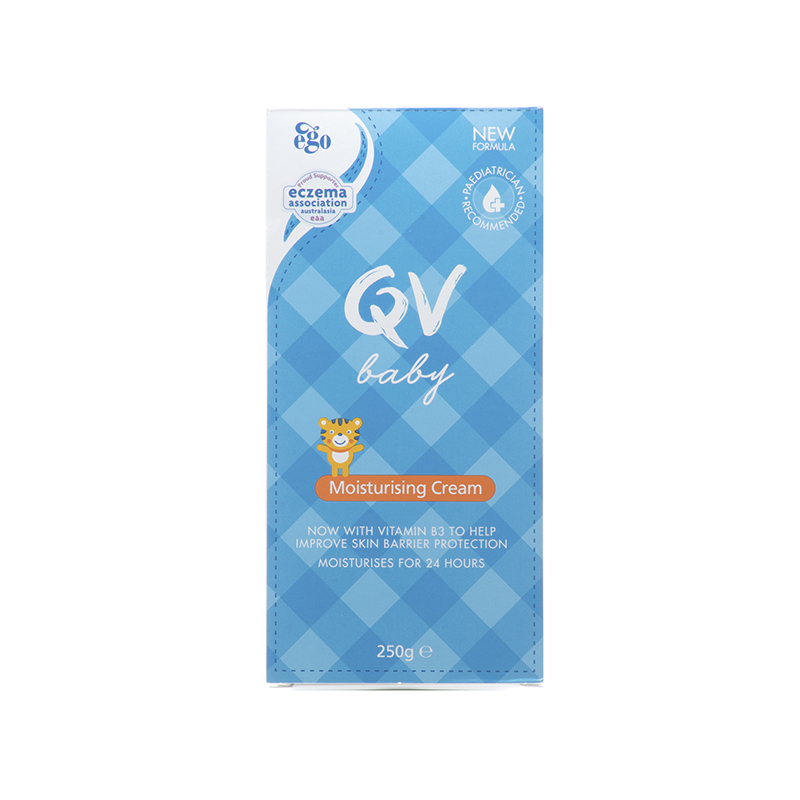 ego
NEW
FORMULA
Proud Supporter
eczema
association
australasia
eaa
• PAEDIATRICIAN •
RECOMMENDED
QV
baby
Moisturising Cream
NOW WITH VITAMIN B3 TO HELP
IMPROVE SKIN BARRIER PROTECTION
MOISTURISES FOR 24 HOURS
250g ℮